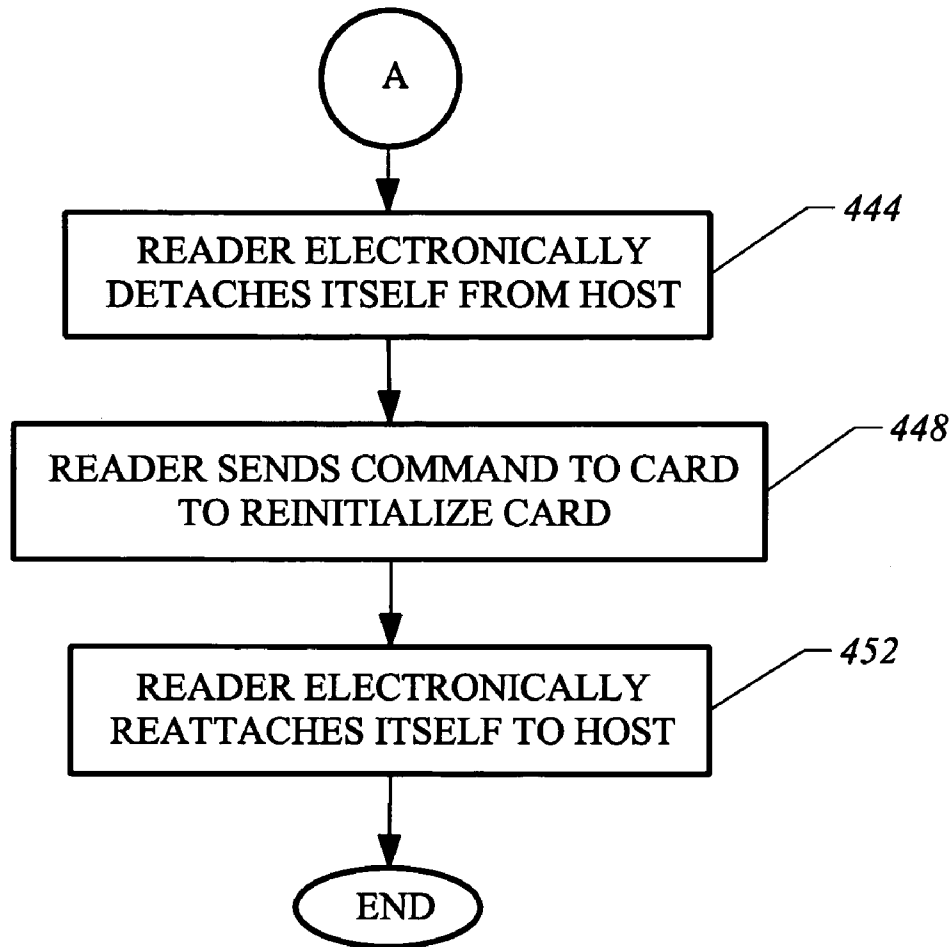 A
READER ELECTRONICALLY
DETACHES ITSELF FROM HOST
444
READER SENDS COMMAND TO CARD
TO REINITIALIZE CARD
448
READER ELECTRONICALLY
REATTACHES ITSELF TO HOST
452
END